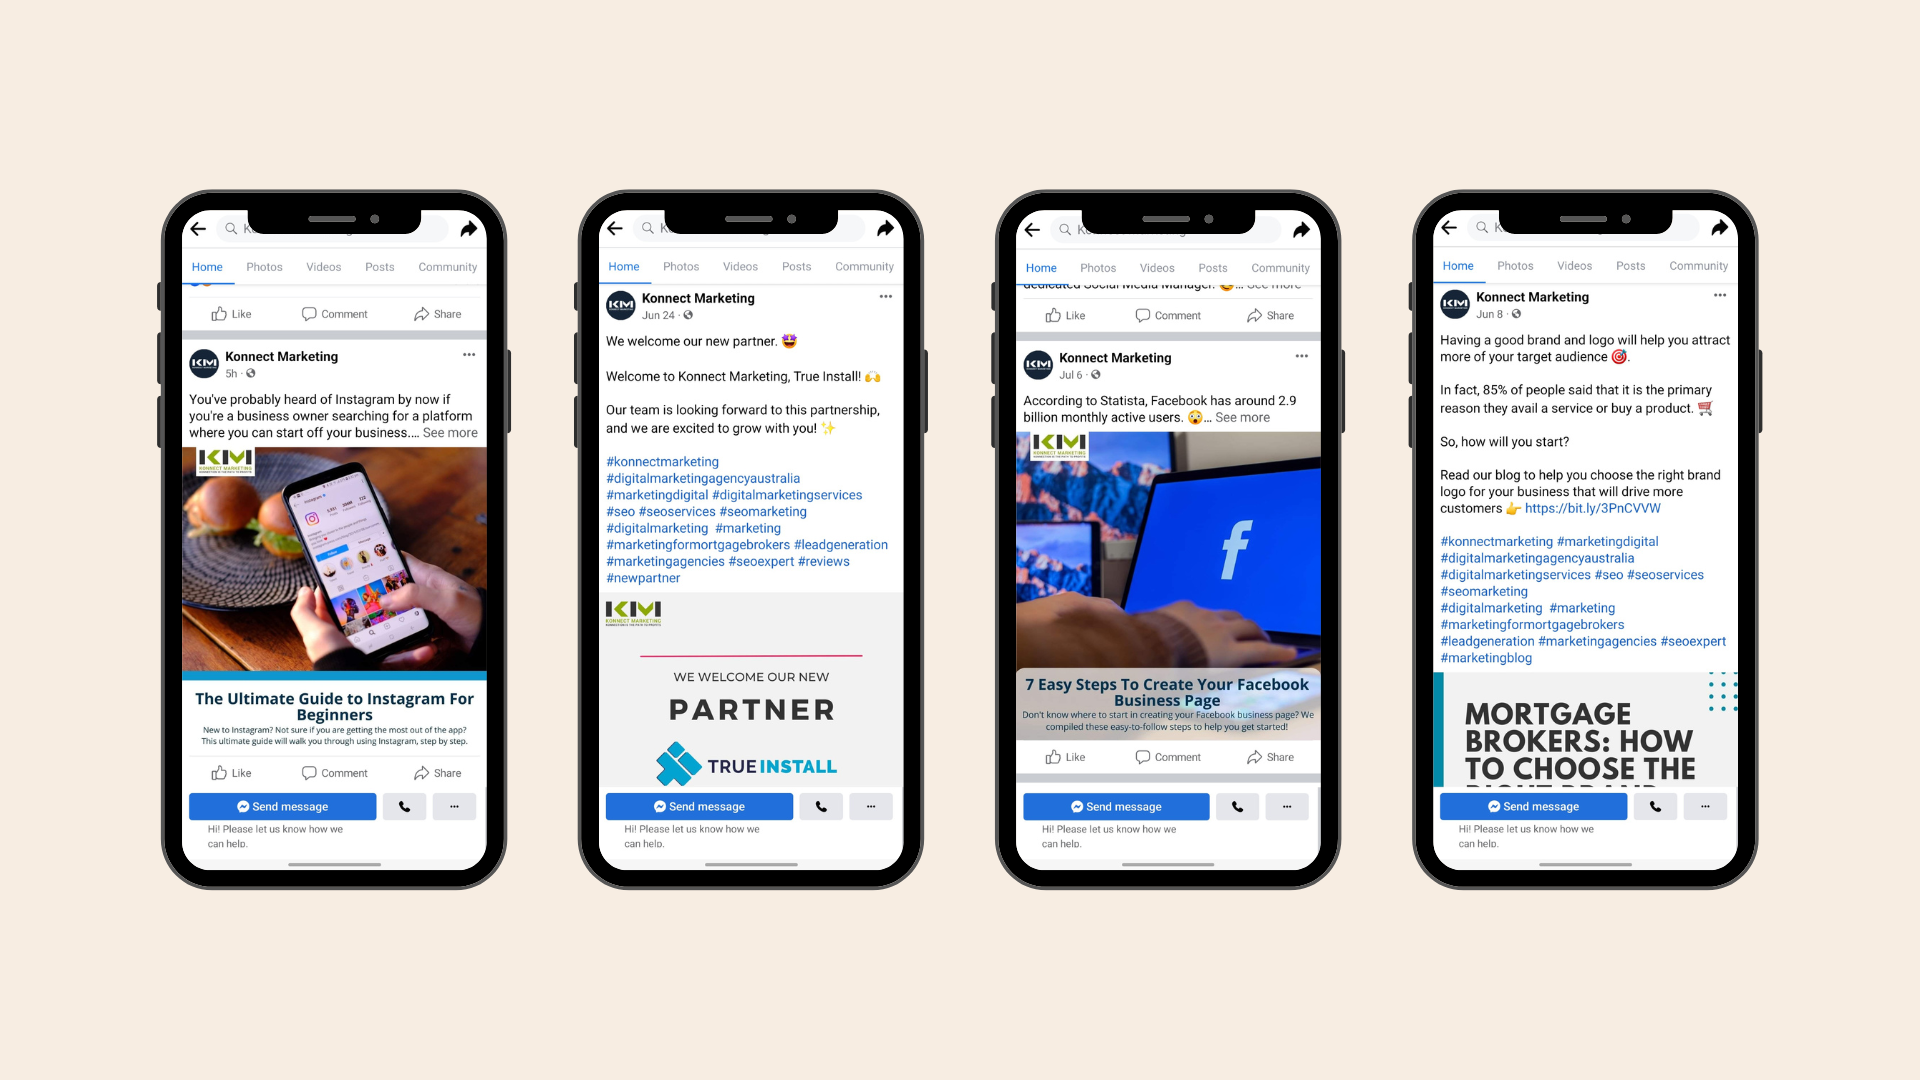 Home Photos Videos Posts Community
Like Comment Share
Konnect Marketing
5h ·
You've probably heard of Instagram by now if
you're a business owner searching for a platform
where you can start off your business.... See more
KM
KONNECT MARKETING
The Ultimate Guide to Instagram For
Beginners
New to Instagram? Not sure if you are getting the most out of the app?
This ultimate guide will walk you through using Instagram, step by step.
Like Comment Share
Send message
Hi! Please let us know how we
can help.
Home Photos Videos Posts Community
KM Konnect Marketing
Jun 24 ·
We welcome our new partner. 🤩
Welcome to Konnect Marketing, True Install! 🙌
Our team is looking forward to this partnership,
and we are excited to grow with you! ✨
#konnectmarketing
#digitalmarketingagencyaustralia
#marketingdigital #digitalmarketingservices
#seo #seoservices #seomarketing
#digitalmarketing #marketing
#marketingformortgagebrokers #leadgeneration
#marketingagencies #seoexpert #reviews
#newpartner
KM
KONNECT MARKETING
WE WELCOME OUR NEW
PARTNER
TRUE INSTALL
Send message
Hi! Please let us know how we
can help.
Home Photos Videos Posts Community
dedicated Social Media Manager. ... See more
Like Comment Share
KM Konnect Marketing
Jul 6 ·
According to Statista, Facebook has around 2.9
billion monthly active users. 😲... See more
KM
KONNECT MARKETING
f
7 Easy Steps To Create Your Facebook
Business Page
Don't know where to start in creating your Facebook business page? We
compiled these easy-to-follow steps to help you get started!
Like Comment Share
Send message
Hi! Please let us know how we
can help.
Home Photos Videos Posts Community
KM Konnect Marketing
Jun 8 ·
Having a good brand and logo will help you attract
more of your target audience 🎯.
In fact, 85% of people said that it is the primary
reason they avail a service or buy a product. 🛒
So, how will you start?
Read our blog to help you choose the right brand
logo for your business that will drive more
customers 👉 https://bit.ly/3PnCVVW
#konnectmarketing #marketingdigital
#digitalmarketingagencyaustralia
#digitalmarketingservices #seo #seoservices
#seomarketing
#digitalmarketing #marketing
#marketingformortgagebrokers
#leadgeneration #marketingagencies #seoexpert
#marketingblog
MORTGAGE
BROKERS: HOW
TO CHOOSE THE
RIGHT BRAND
Send message
Hi! Please let us know how we
can help.